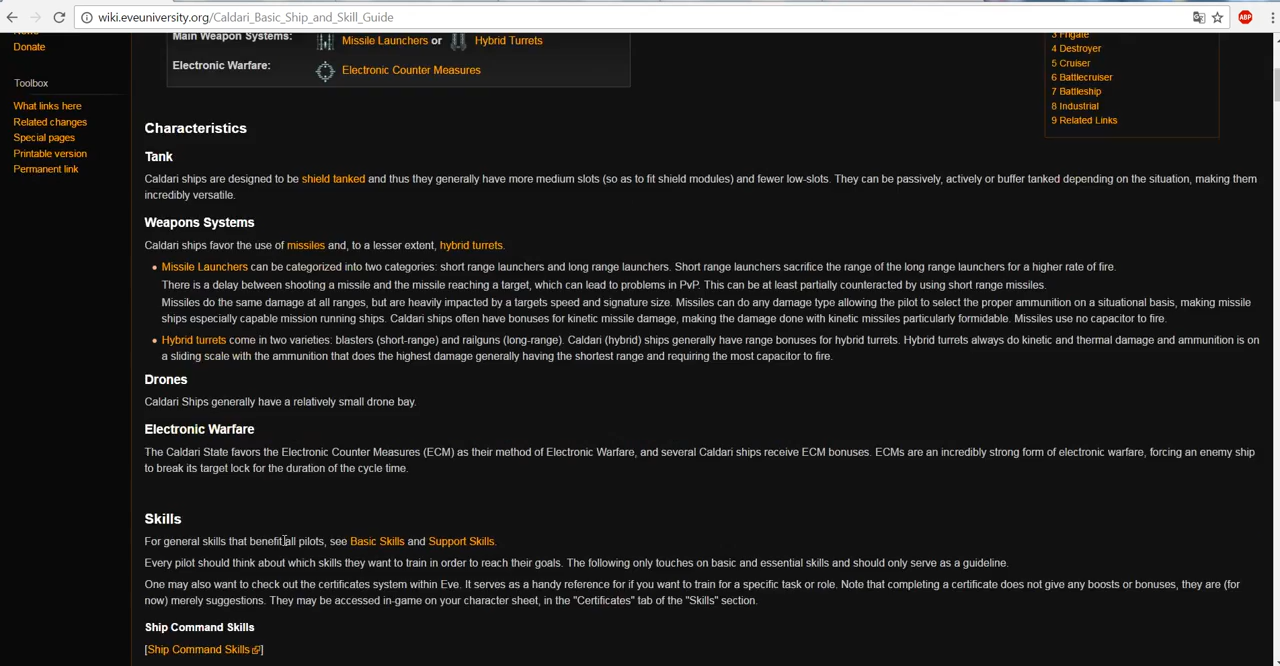 wiki.eveuniversity.org/Caldari_Basic_Ship_and_Skill_Guide
ABP
Donate
Toolbox
What links here
Related changes
Special pages
Printable version
Permanent link
Main Weapon Systems: Missile Launchers or Hybrid Turrets
Electronic Warfare: Electronic Counter Measures
3 Frigate
4 Destroyer
5 Cruiser
6 Battlecruiser
7 Battleship
8 Industrial
9 Related Links
Characteristics
Tank
Caldari ships are designed to be shield tanked and thus they generally have more medium slots (so as to fit shield modules) and fewer low-slots. They can be passively, actively or buffer tanked depending on the situation, making them
incredibly versatile.
Weapons Systems
Caldari ships favor the use of missiles and, to a lesser extent, hybrid turrets.
• Missile Launchers can be categorized into two categories: short range launchers and long range launchers. Short range launchers sacrifice the range of the long range launchers for a higher rate of fire.
There is a delay between shooting a missile and the missile reaching a target, which can lead to problems in PvP. This can be at least partially counteracted by using short range missiles.
Missiles do the same damage at all ranges, but are heavily impacted by a targets speed and signature size. Missiles can do any damage type allowing the pilot to select the proper ammunition on a situational basis, making missile
ships especially capable mission running ships. Caldari ships often have bonuses for kinetic missile damage, making the damage done with kinetic missiles particularly formidable. Missiles use no capacitor to fire.
• Hybrid turrets come in two varieties: blasters (short-range) and railguns (long-range). Caldari (hybrid) ships generally have range bonuses for hybrid turrets. Hybrid turrets always do kinetic and thermal damage and ammunition is on
a sliding scale with the ammunition that does the highest damage generally having the shortest range and requiring the most capacitor to fire.
Drones
Caldari Ships generally have a relatively small drone bay.
Electronic Warfare
The Caldari State favors the Electronic Counter Measures (ECM) as their method of Electronic Warfare, and several Caldari ships receive ECM bonuses. ECMs are an incredibly strong form of electronic warfare, forcing an enemy ship
to break its target lock for the duration of the cycle time.
Skills
For general skills that benefit all pilots, see Basic Skills and Support Skills.
Every pilot should think about which skills they want to train in order to reach their goals. The following only touches on basic and essential skills and should only serve as a guideline.
One may also want to check out the certificates system within Eve. It serves as a handy reference for if you want to train for a specific task or role. Note that completing a certificate does not give any boosts or bonuses, they are (for
now) merely suggestions. They may be accessed in-game on your character sheet, in the "Certificates" tab of the "Skills" section.
Ship Command Skills
[Ship Command Skills]